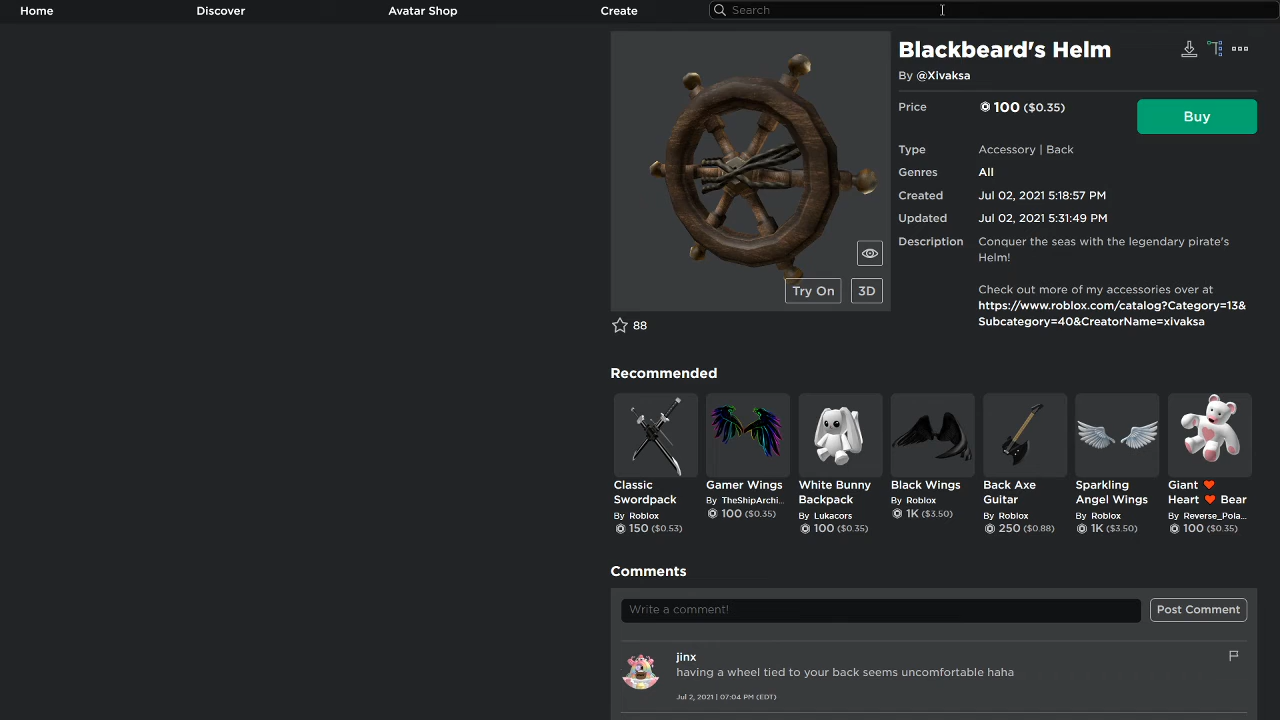 Home
Discover
Avatar Shop
Create
Search
Blackbeard's Helm
By @Xivaksa
Price
100 ($0.35)
Buy
Type
Accessory | Back
Genres
All
Created
Jul 02, 2021 5:18:57 PM
Updated
Jul 02, 2021 5:31:49 PM
Description
Conquer the seas with the legendary pirate's
Helm!
Check out more of my accessories over at
https://www.roblox.com/catalog?Category=13&
Subcategory=40&CreatorName=xivaksa
Try On
3D
88
Recommended
Classic
Swordpack
By Roblox
150 ($0.53)
Gamer Wings
By TheShipArchi...
100 ($0.35)
White Bunny
Backpack
By Lukacors
100 ($0.35)
Black Wings
By Roblox
1K ($3.50)
Back Axe
Guitar
By Roblox
250 ($0.88)
Sparkling
Angel Wings
By Roblox
1K ($3.50)
Giant
Heart Bear
By Reverse_Pola...
100 ($0.35)
Comments
Write a comment!
Post Comment
jinx
having a wheel tied to your back seems uncomfortable haha
Jul 2, 2021 | 07:04 PM (EDT)